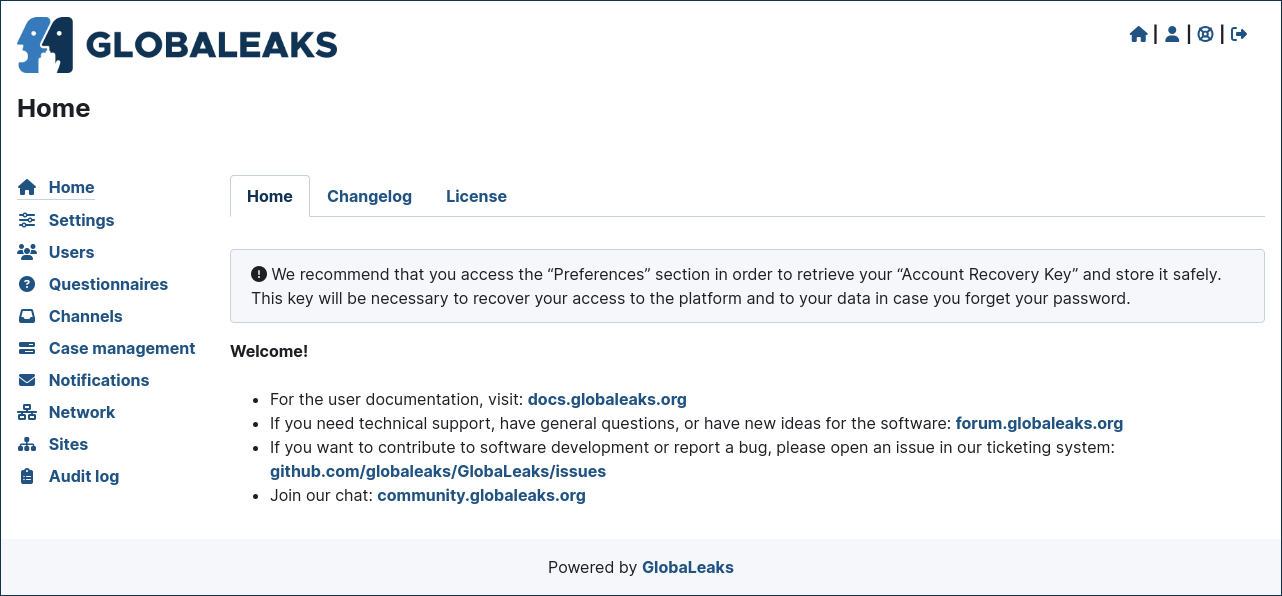 GLOBALEAKS
| | |
Home
Home
Settings
Users
Questionnaires
Channels
Case management
Notifications
Network
Sites
Audit log
Home Changelog License
We recommend that you access the “Preferences” section in order to retrieve your “Account Recovery Key” and store it safely.
This key will be necessary to recover your access to the platform and to your data in case you forget your password.
Welcome!
• For the user documentation, visit: docs.globaleaks.org
• If you need technical support, have general questions, or have new ideas for the software: forum.globaleaks.org
• If you want to contribute to software development or report a bug, please open an issue in our ticketing system:
github.com/globaleaks/GlobaLeaks/issues
• Join our chat: community.globaleaks.org
Powered by GlobaLeaks